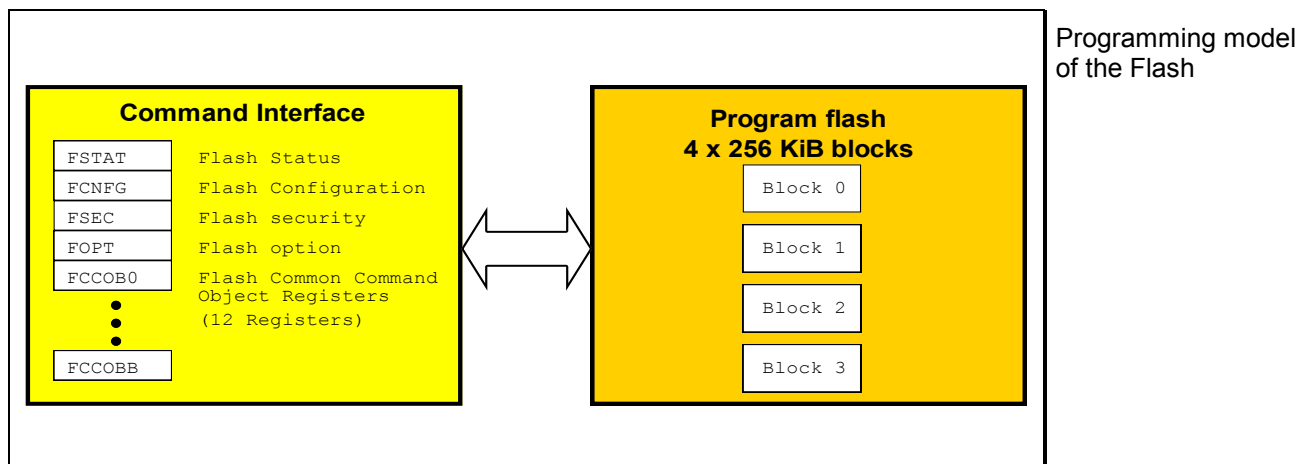 Programming model
of the Flash
Command Interface
FSTAT Flash Status
FCNFG Flash Configuration
FSEC Flash security
FOPT Flash option
FCCOB0 Flash Common Command
Object Registers
(12 Registers)
FCCOBB
Program flash
4 x 256 KiB blocks
Block 0
Block 1
Block 2
Block 3